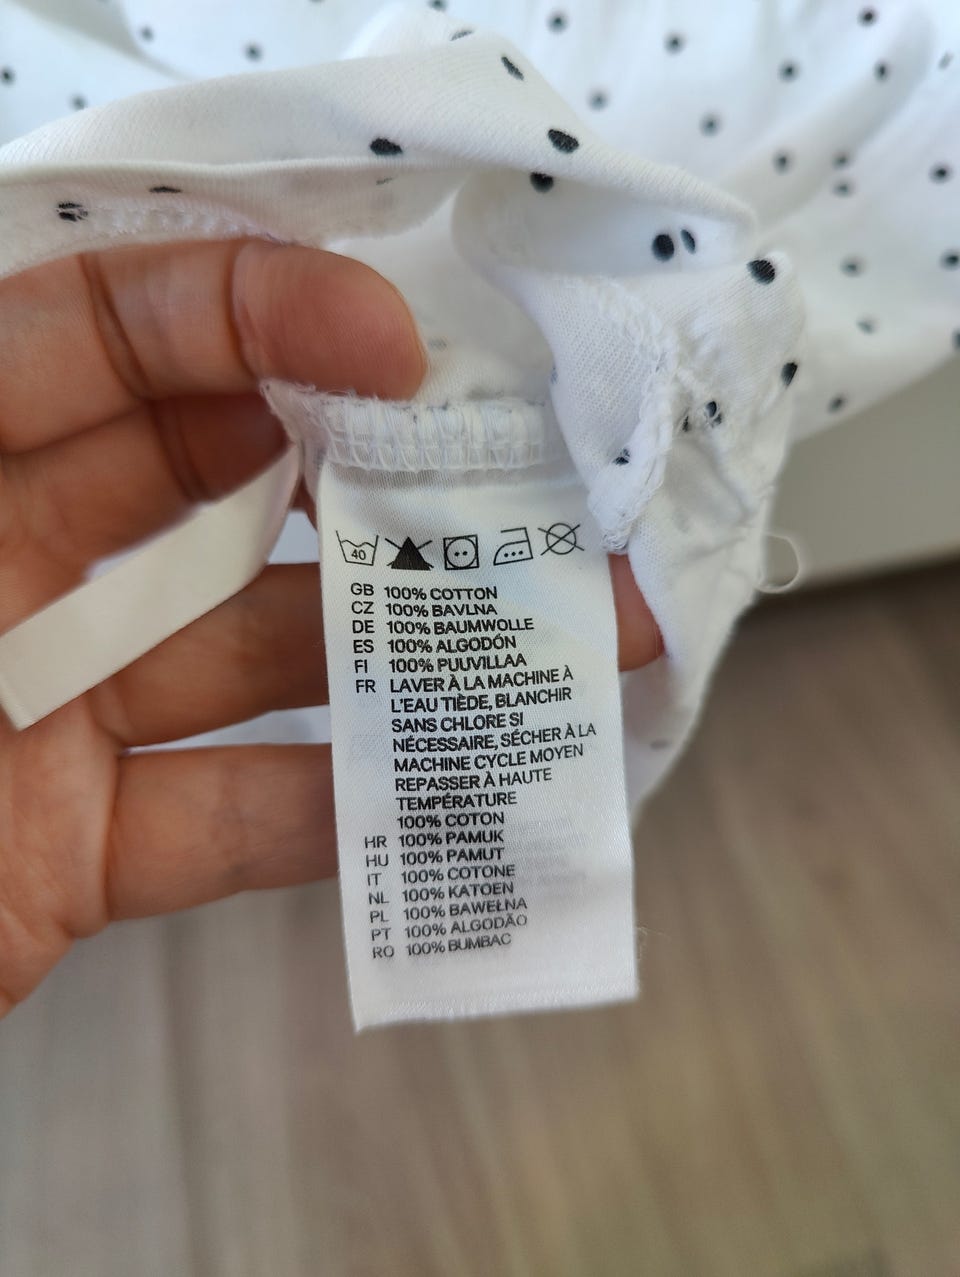 40
GB 100% COTTON
CZ 100% BAVLNA
DE 100% BAUMWOLLE
ES 100% ALGODÓN
FI 100% PUUVILLAA
FR LAVER À LA MACHINE À
L'EAU TIÈDE, BLANCHIR
SANS CHLORE SI
NÉCESSAIRE, SÉCHER À LA
MACHINE CYCLE MOYEN
REPASSER À HAUTE
TEMPÉRATURE
100% COTON
HR 100% PAMUK
HU 100% PAMUT
IT 100% COTONE
NL 100% KATOEN
PL 100% BAWEŁNA
PT 100% ALGODÃO
RO 100% BUMBAC